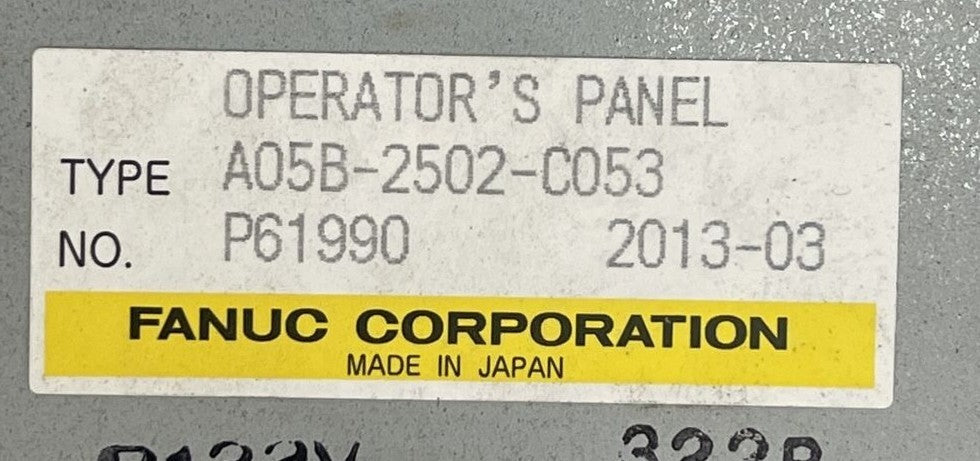 OPERATOR'S PANEL
TYPE A05B-2502-C053
NO. P61990 2013-03
FANUC CORPORATION
MADE IN JAPAN